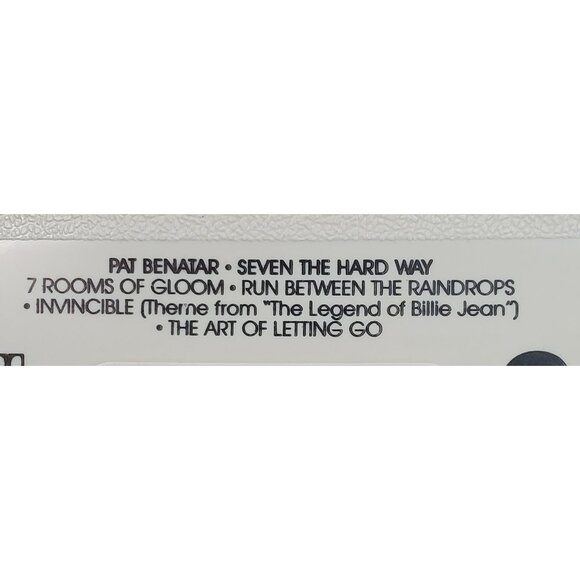 PAT BENATAR • SEVEN THE HARD WAY
7 ROOMS OF GLOOM • RUN BETWEEN THE RAINDROPS
• INVINCIBLE (Theme from "The Legend of Billie Jean")
• THE ART OF LETTING GO